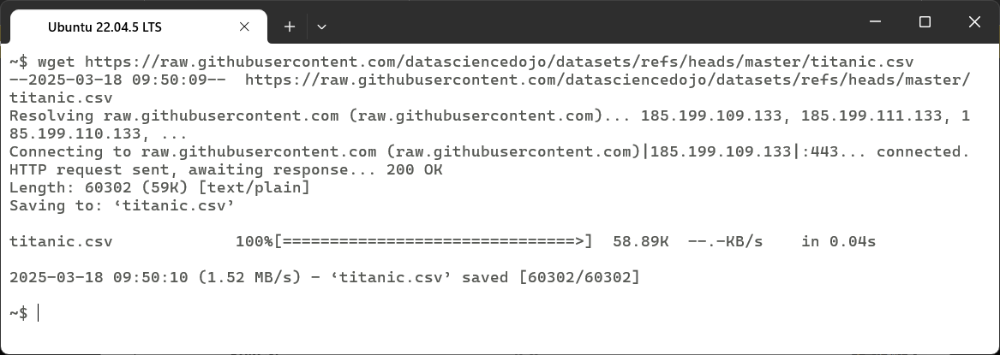 Ubuntu 22.04.5 LTS
~$ wget https://raw.githubusercontent.com/datasciencedojo/datasets/refs/heads/master/titanic.csv
--2025-03-18 09:50:09--  https://raw.githubusercontent.com/datasciencedojo/datasets/refs/heads/master/
titanic.csv
Resolving raw.githubusercontent.com (raw.githubusercontent.com)... 185.199.109.133, 185.199.111.133, 1
85.199.110.133, ...
Connecting to raw.githubusercontent.com (raw.githubusercontent.com)|185.199.109.133|:443... connected.
HTTP request sent, awaiting response... 200 OK
Length: 60302 (59K) [text/plain]
Saving to: ‘titanic.csv’
titanic.csv             100%[===============================>]  58.89K  --.-KB/s    in 0.04s
2025-03-18 09:50:10 (1.52 MB/s) - ‘titanic.csv’ saved [60302/60302]
~$